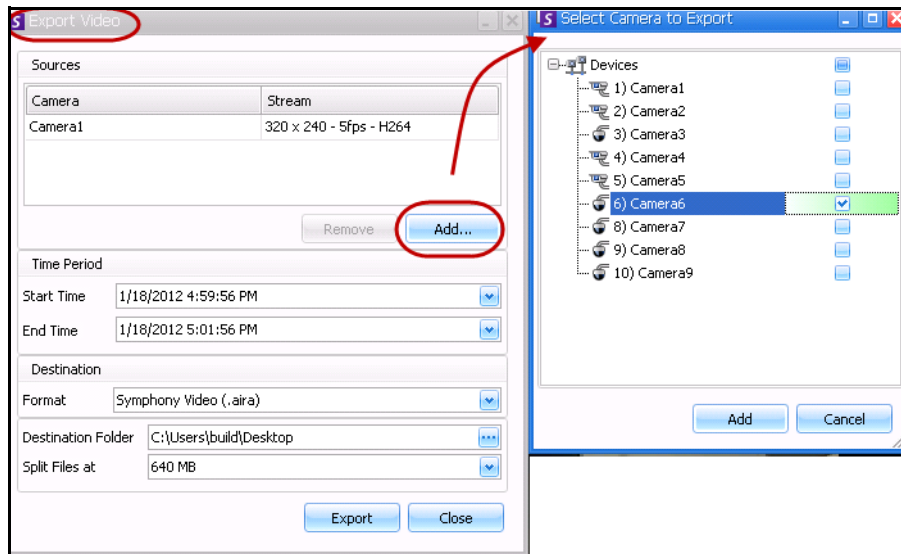 S Export Video
Sources
Camera Stream
Camera1 320 x 240 - 5fps - H264
Remove Add...
Time Period
Start Time 1/18/2012 4:59:56 PM
End Time 1/18/2012 5:01:56 PM
Destination
Format Symphony Video (.aira)
Destination Folder C:\Users\build\Desktop ...
Split Files at 640 MB
Export Close
S Select Camera to Export
Devices
1) Camera1
2) Camera2
3) Camera3
4) Camera4
5) Camera5
6) Camera6
8) Camera7
9) Camera8
10) Camera9
Add Cancel